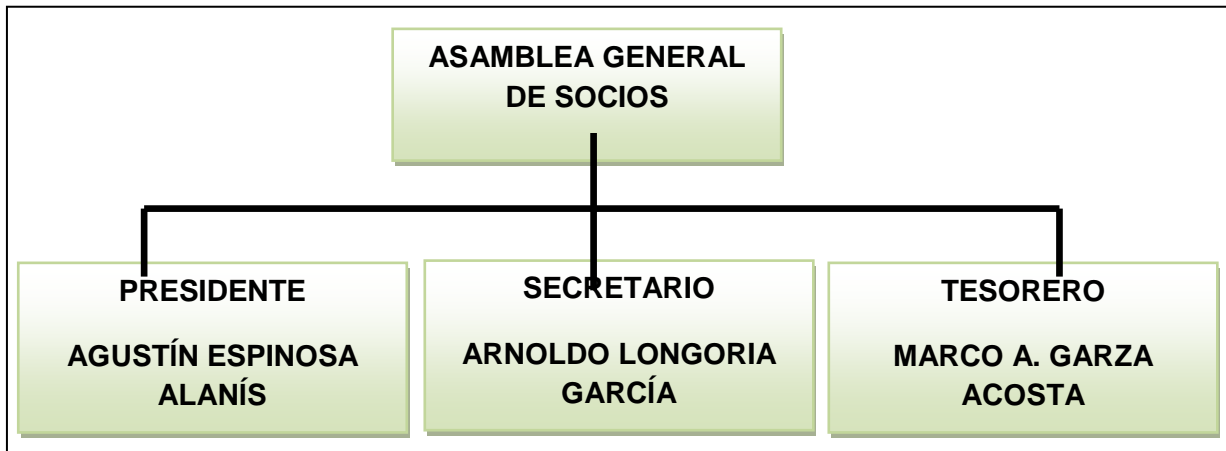 ASAMBLEA GENERAL
DE SOCIOS
PRESIDENTE
AGUSTÍN ESPINOSA
ALANÍS
SECRETARIO
ARNOLDO LONGORIA
GARCÍA
TESORERO
MARCO A. GARZA
ACOSTA